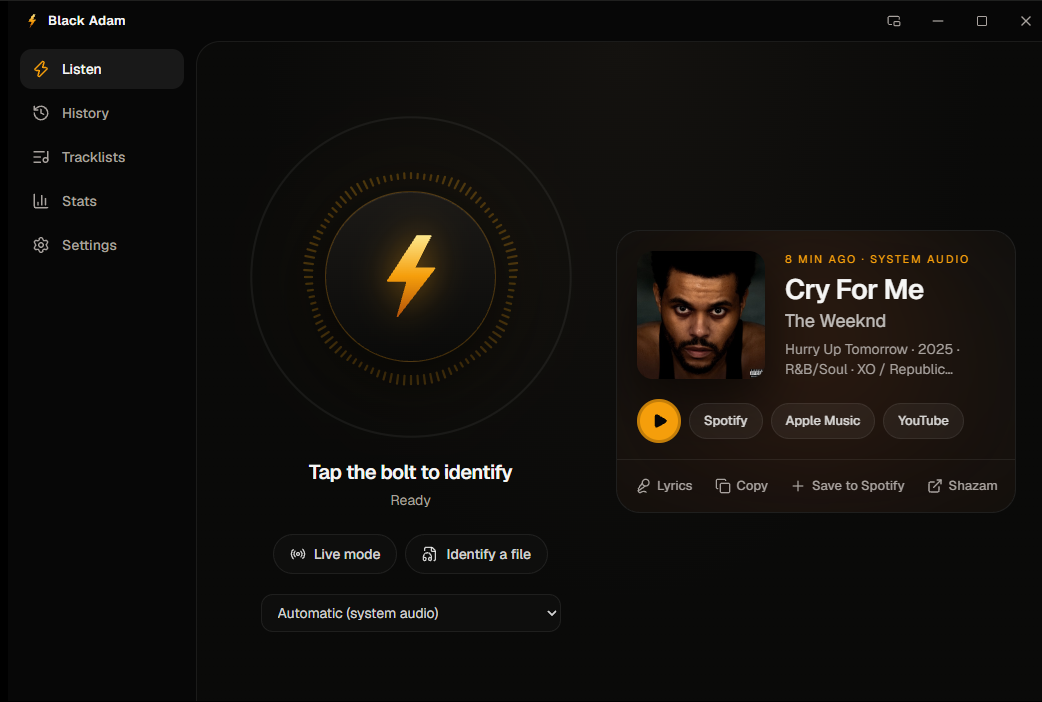 Black Adam
Listen
History
Tracklists
Stats
Settings
Tap the bolt to identify
Ready
Live mode
Identify a file
Automatic (system audio)
8 MIN AGO · SYSTEM AUDIO
Cry For Me
The Weeknd
Hurry Up Tomorrow · 2025 ·
R&B/Soul · XO / Republic...
Spotify
Apple Music
YouTube
Lyrics
Copy
Save to Spotify
Shazam